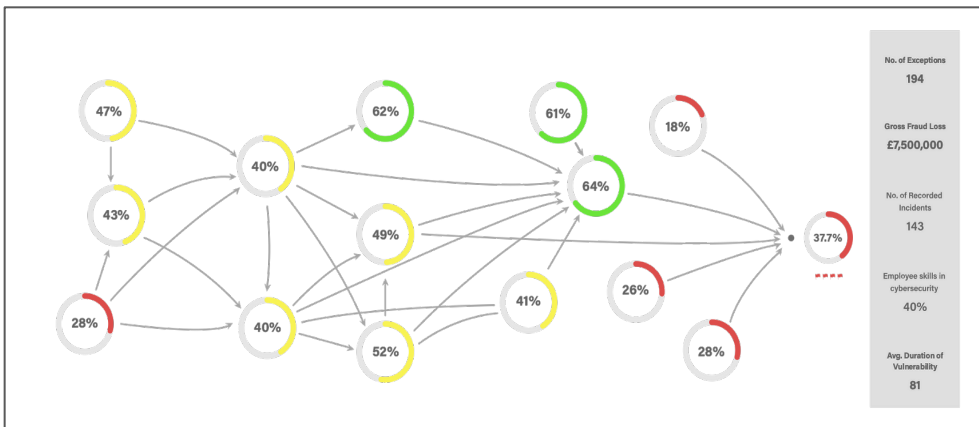 47%
62%
61%
18%
40%
64%
43%
49%
37.7%
26%
41%
28%
40%
52%
28%
No. of Exceptions
194
Gross Fraud Loss
£7,500,000
No. of Recorded
Incidents
143
Employee skills in
cybersecurity
40%
Avg. Duration of
Vulnerability
81